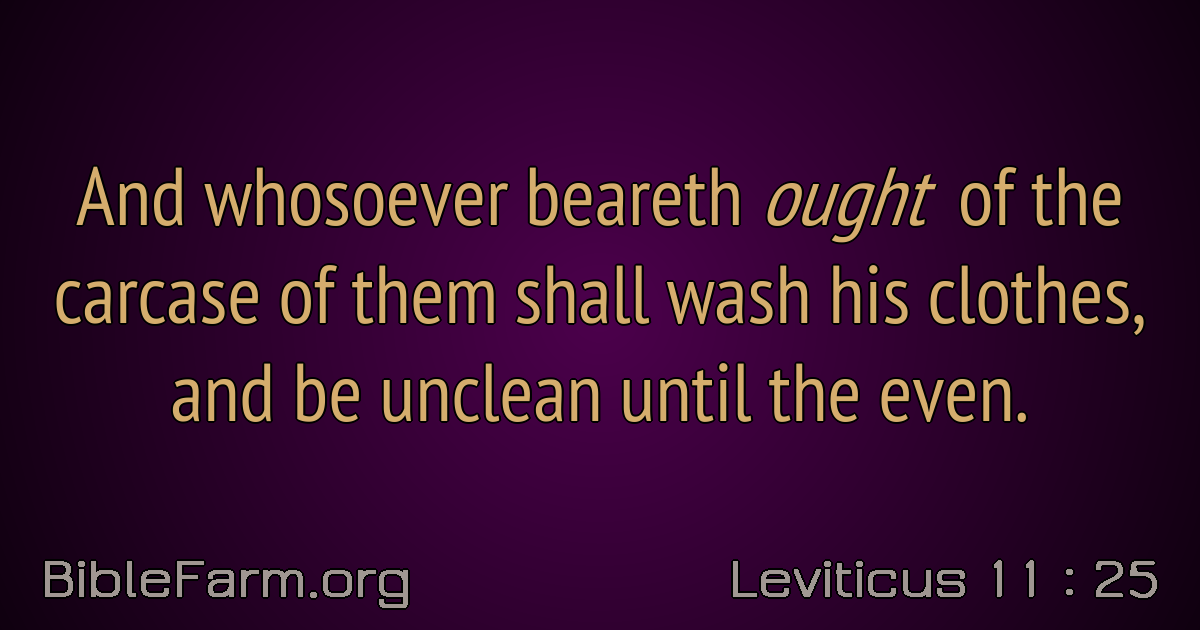 And whosoever beareth ought of the
carcase of them shall wash his clothes,
and be unclean until the even.
BibleFarm.org
Leviticus 11 : 25